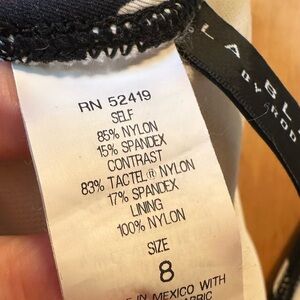 RN 52419
SELF
85% NYLON
15% SPANDEX
CONTRAST
83% TACTEL® NYLON
17% SPANDEX
LINING
100% NYLON
SIZE
8
IN MEXICO WITH